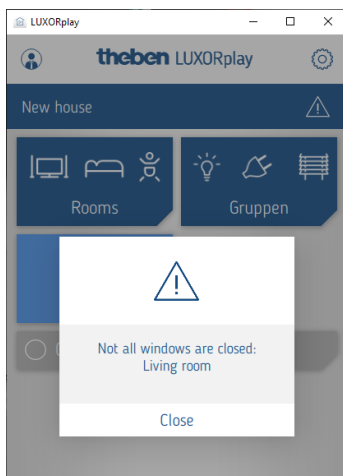 LUXORplay
theben LUXORplay
New house
Rooms
Gruppen
Not all windows are closed:
Living room
Close